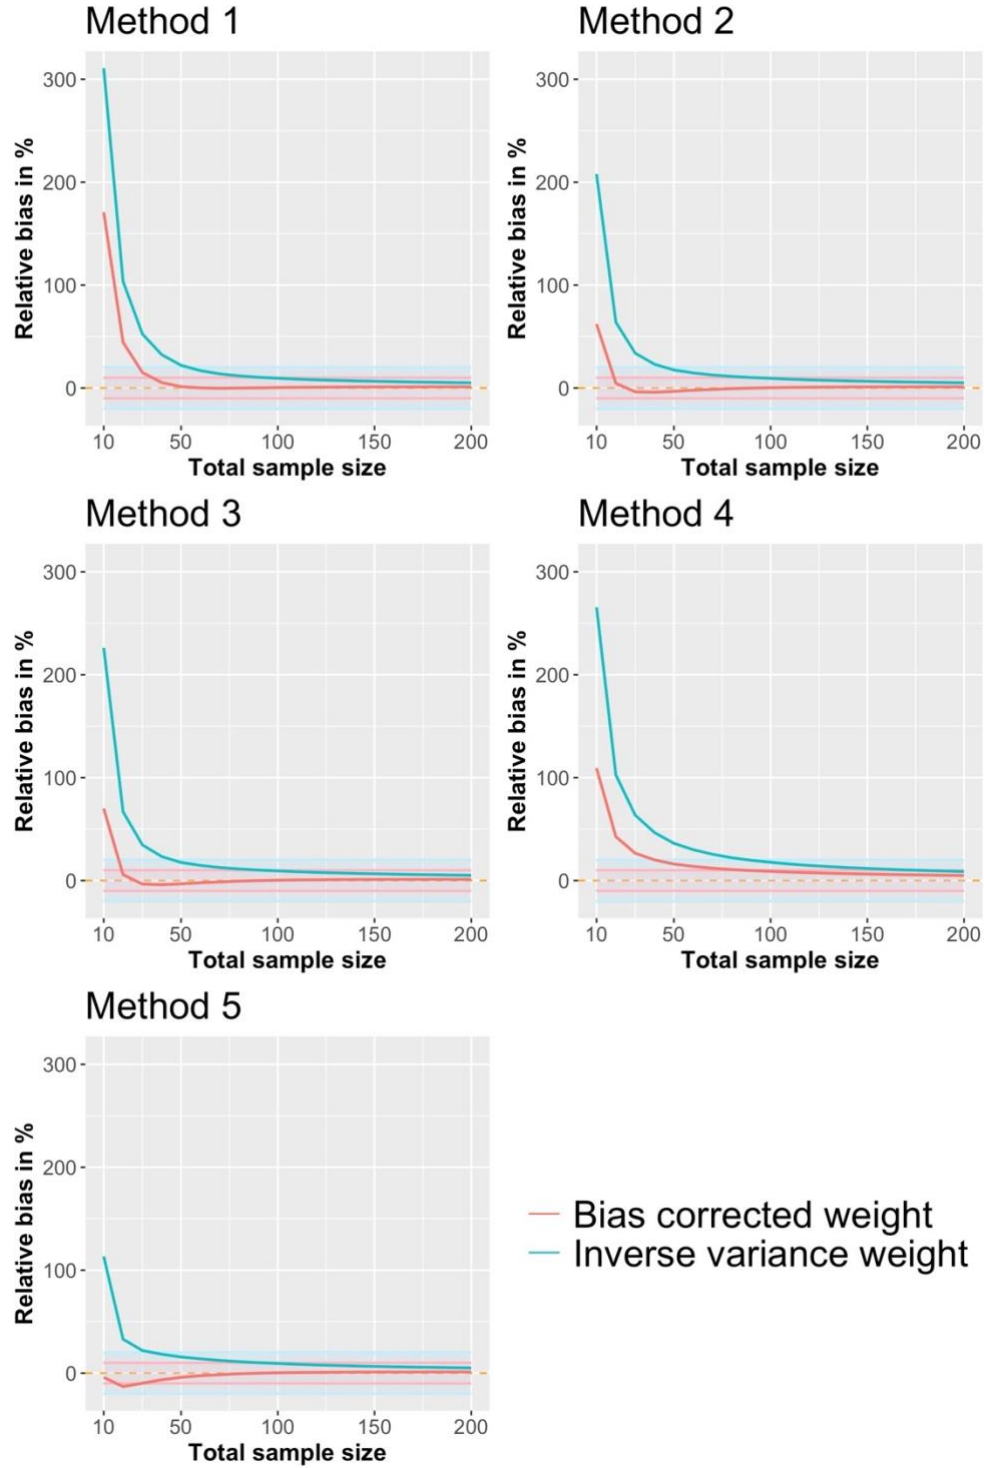 Method 1
Relative bias in %
300
200
100
0
10 50 100 150 200
Total sample size
Method 2
Relative bias in %
300
200
100
0
10 50 100 150 200
Total sample size
Method 3
Relative bias in %
300
200
100
0
10 50 100 150 200
Total sample size
Method 4
Relative bias in %
300
200
100
0
10 50 100 150 200
Total sample size
Method 5
Relative bias in %
300
200
100
0
10 50 100 150 200
Total sample size
Bias corrected weight
Inverse variance weight